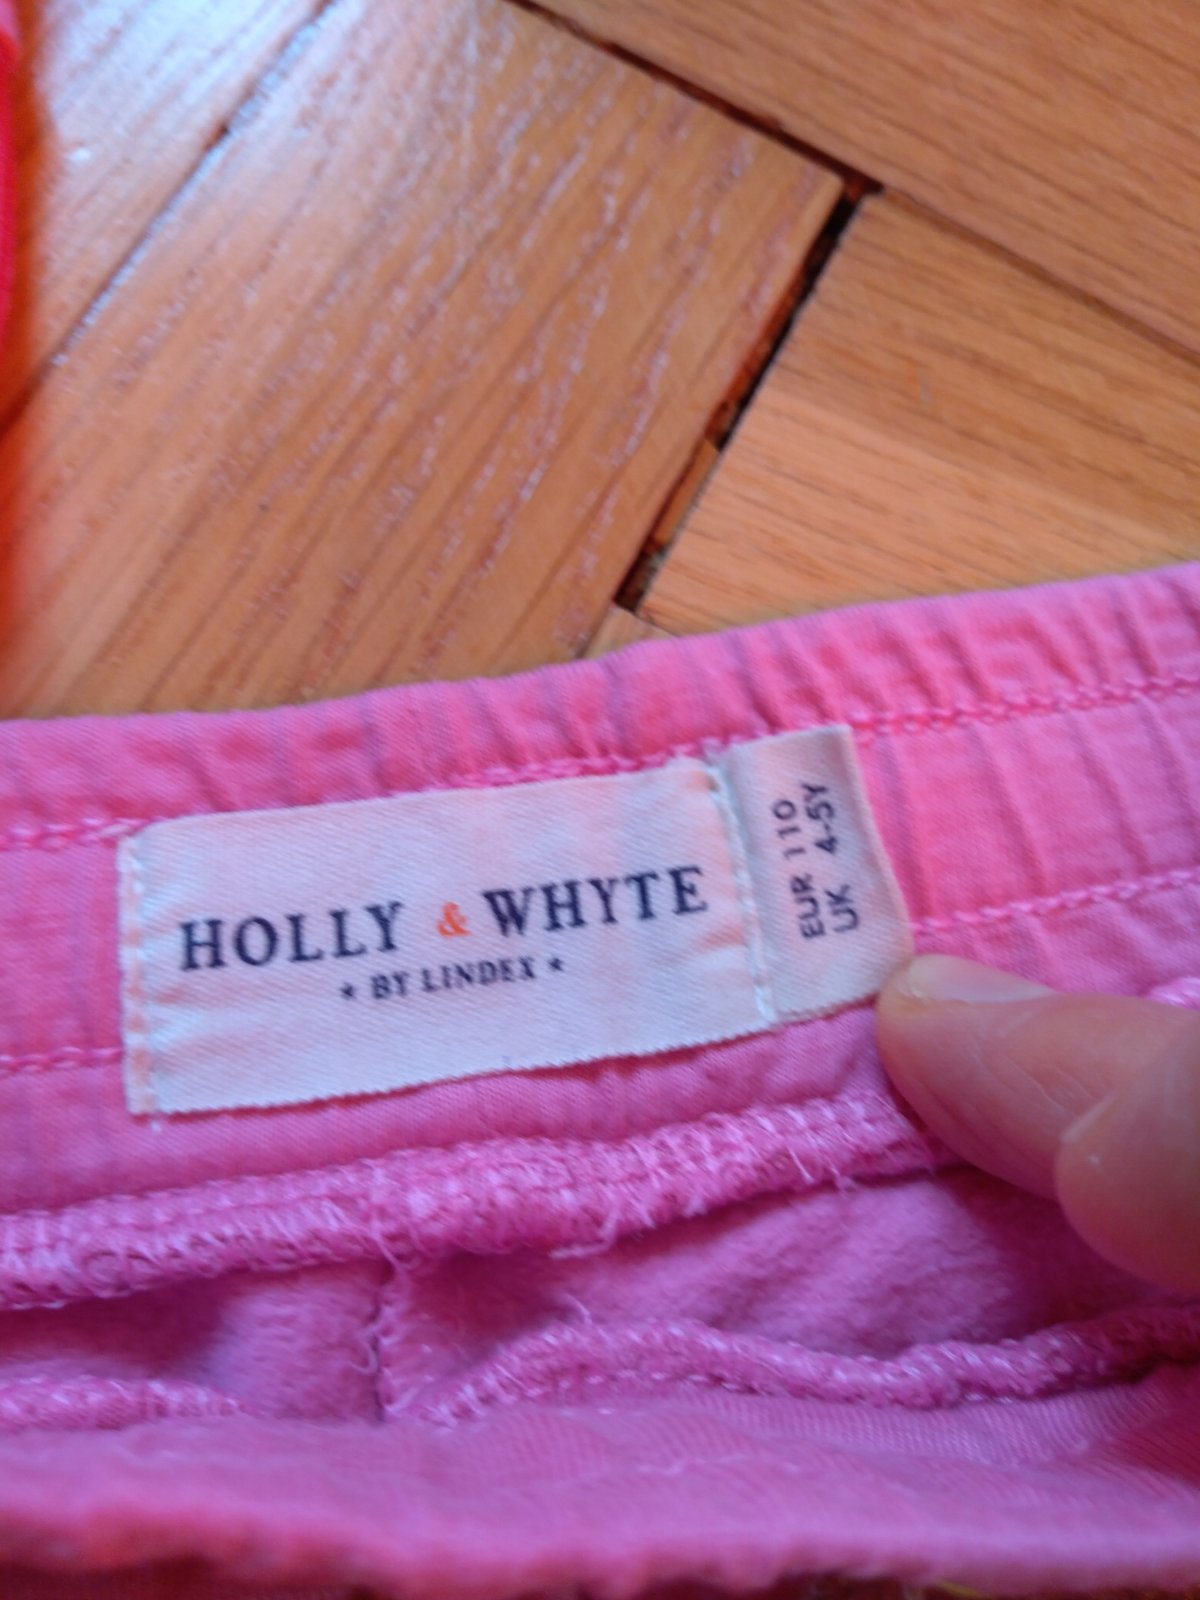 HOLLY & WHYTE
* BY LINDEX *
EUR 110
UK 4-5Y